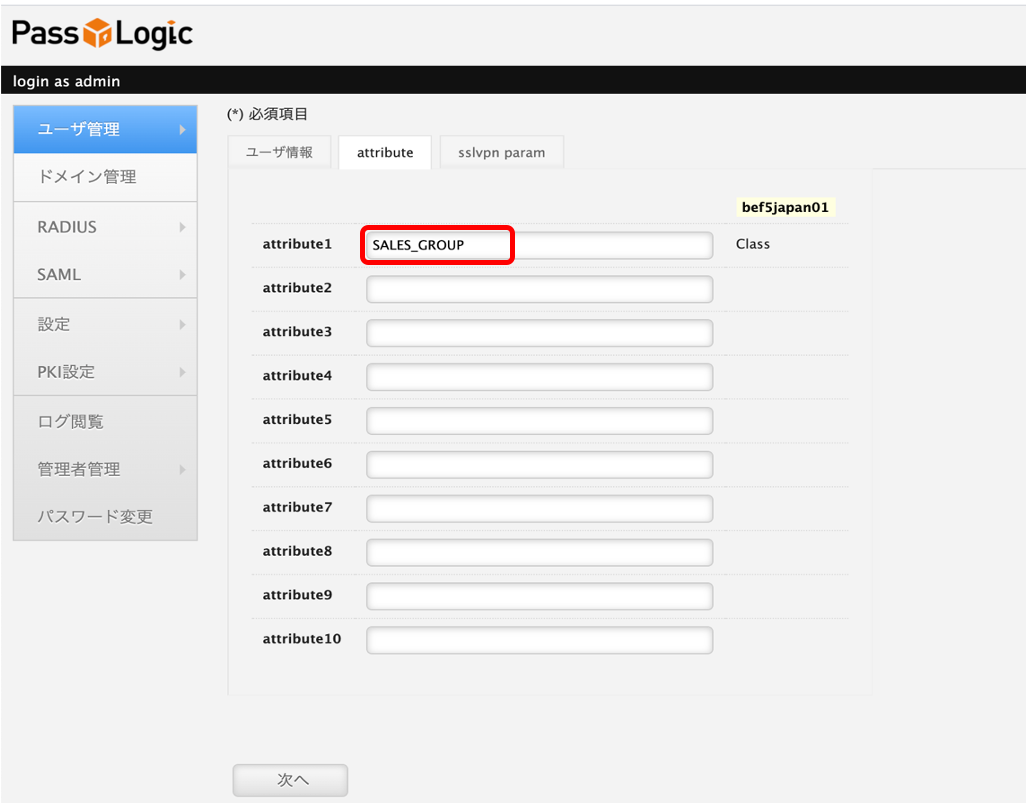 PassLogic
login as admin
ユーザ管理
ドメイン管理
RADIUS
SAML
設定
PKI設定
ログ閲覧
管理者管理
パスワード変更
(*) 必須項目
ユーザ情報 attribute sslvpn param
bef5japan01
attribute1 SALES_GROUP Class
attribute2
attribute3
attribute4
attribute5
attribute6
attribute7
attribute8
attribute9
attribute10
次へ